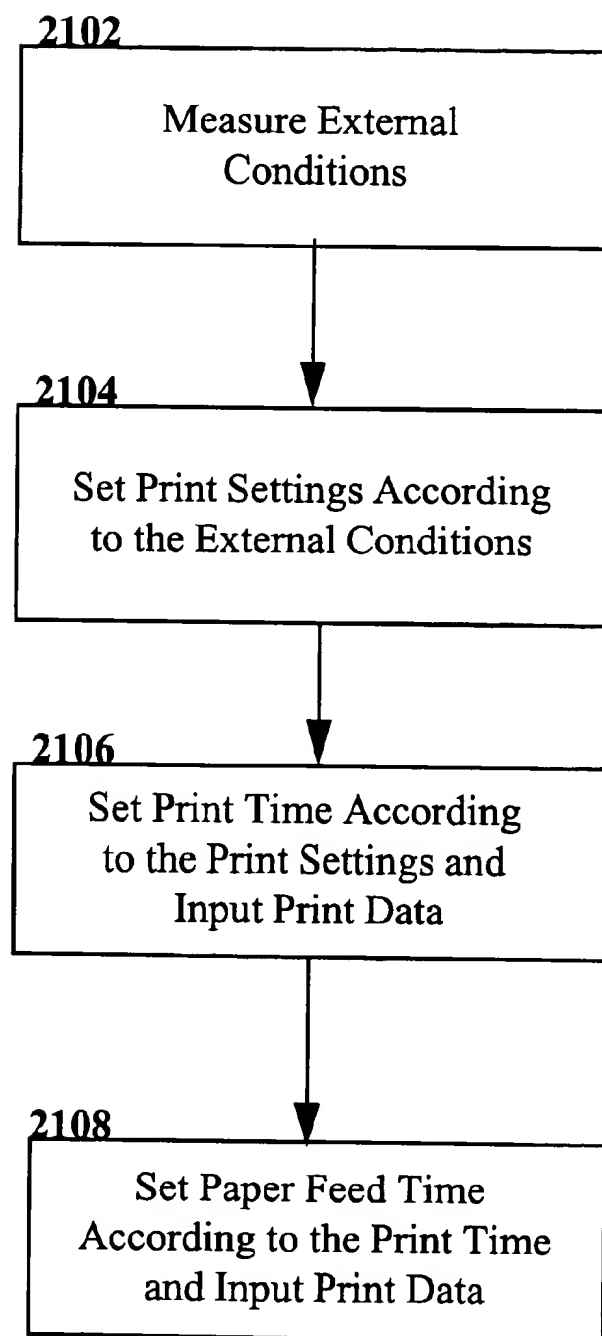 2102
Measure External
Conditions
2104
Set Print Settings According
to the External Conditions
2106
Set Print Time According
to the Print Settings and
Input Print Data
2108
Set Paper Feed Time
According to the Print Time
and Input Print Data